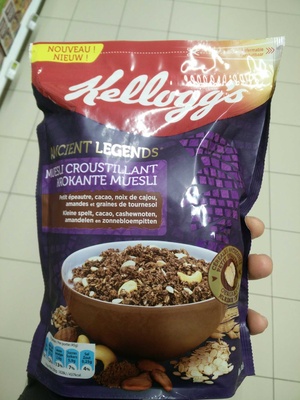 NOUVEAU !
NIEUW !
Kellogg's
ANCIENT LEGENDS
MUESLI CROUSTILLANT
KROKANTE MUESLI
Petit épeautre, cacao, noix de cajou,
amandes et graines de tournesol
Kleine spelt, cacao, cashewnoten,
amandelen en zonnebloempitten